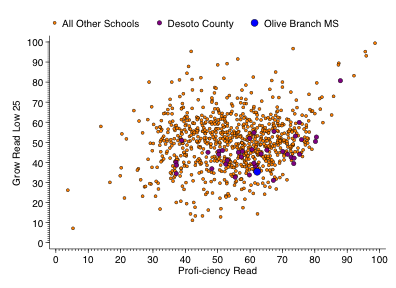 All Other Schools Desoto County Olive Branch MS
100
90
80
70
60
50
40
30
20
10
0
Grow Read Low 25
0 10 20 30 40 50 60 70 80 90 100
Profi-ciency Read